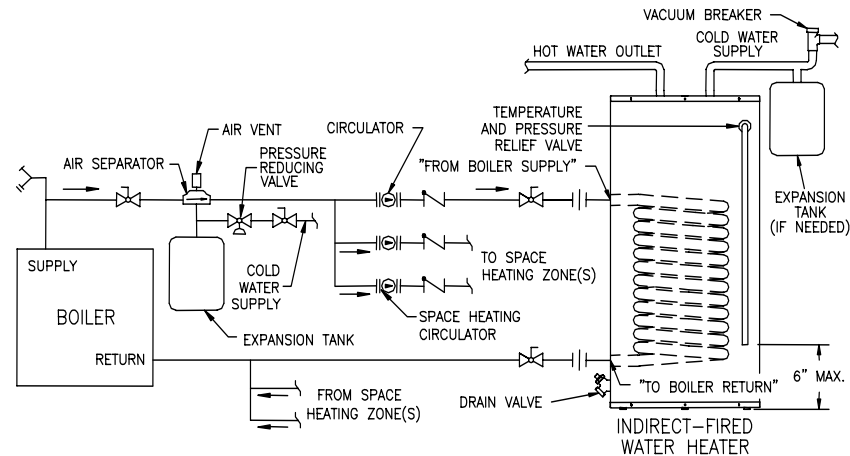 VACUUM BREAKER
HOT WATER OUTLET
COLD WATER
SUPPLY
TEMPERATURE
AND PRESSURE
RELIEF VALVE
AIR VENT
CIRCULATOR
PRESSURE
REDUCING
VALVE
AIR SEPARATOR
"FROM BOILER SUPPLY"
EXPANSION
TANK
(IF NEEDED)
SUPPLY
COLD
WATER
SUPPLY
TO SPACE
HEATING ZONE(S)
BOILER
EXPANSION TANK
SPACE HEATING
CIRCULATOR
RETURN
"TO BOILER RETURN"
6" MAX.
FROM SPACE
HEATING ZONE(S)
DRAIN VALVE
INDIRECT-FIRED
WATER HEATER